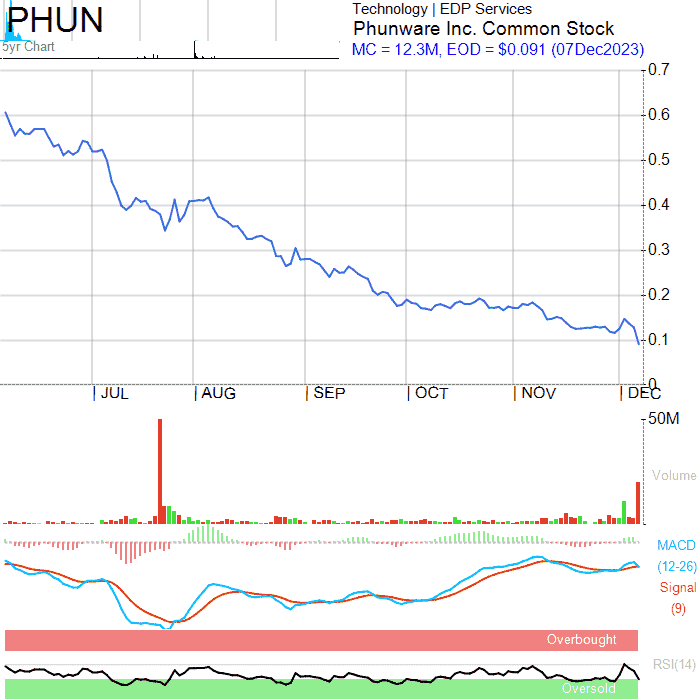 PHUN
5yr Chart
Technology | EDP Services
Phunware Inc. Common Stock
MC = 12.3M, EOD = $0.091 (07Dec2023)
0.7
0.6
0.5
0.4
0.3
0.2
0.1
0
JUL AUG SEP OCT NOV DEC
50M
Volume
MACD
(12-26)
Signal
(9)
Overbought
RSI(14)
Oversold